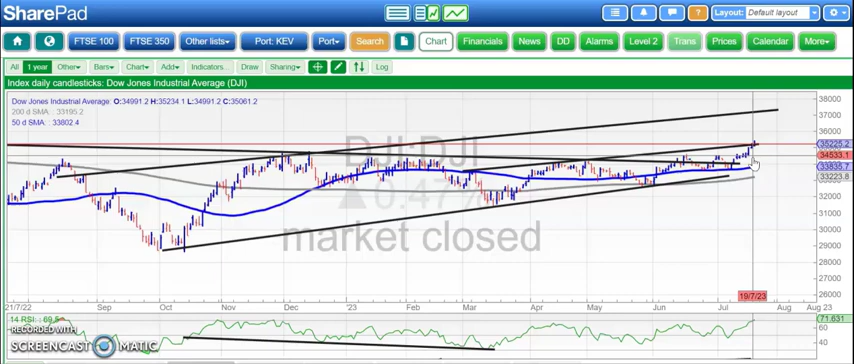 SharePad
Layout: Default layout
FTSE 100 FTSE 350 Other lists Port: KEV Port Search Chart Financials News DD Alarms Level 2 Trans Prices Calendar More
All 1 year Other Bars Chart Add Indicators... Draw Sharing Log
Index daily candlesticks: Dow Jones Industrial Average (DJI)
Dow Jones Industrial Average: O:34991.2 H:35234.1 L:34991.2 C:35061.2
200 d SMA: : 33195.2
50 d SMA: : 33802.4
DJI:DJI
0.47%
market closed
38000
37000
36000
35225.2
34533.1
33835.7
33223.8
32000
31000
30000
29000
28000
27000
26000
21/7/22 Sep Oct Nov Dec '23 Feb Mar Apr May Jun Jul Aug Aug 23
19/7/23
14 RSI: : 69.5
71.631
60
40
RECORDED WITH
SCREENCAST MATIC